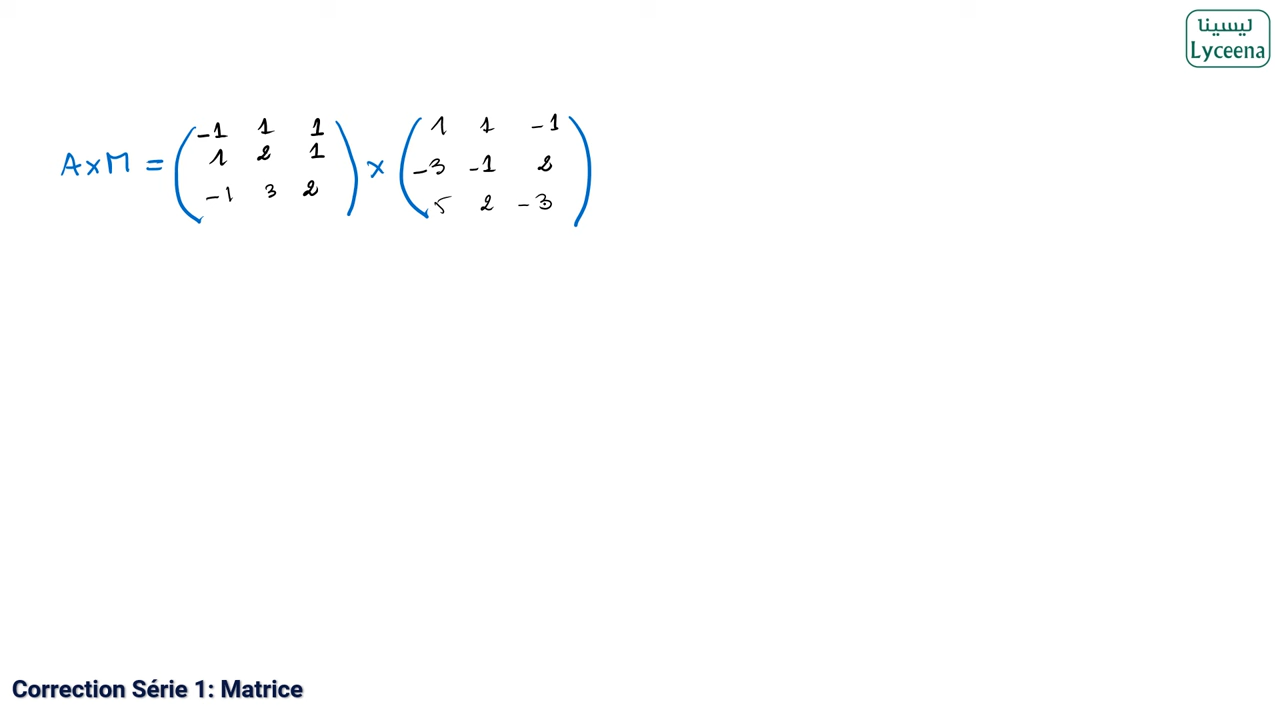 ليسينا
Lyceena
A×M = (-1 1 1) × (1 1 -1)
1 2 1 -3 -1 2
-1 3 2 5 2 -3
Correction Série 1: Matrice